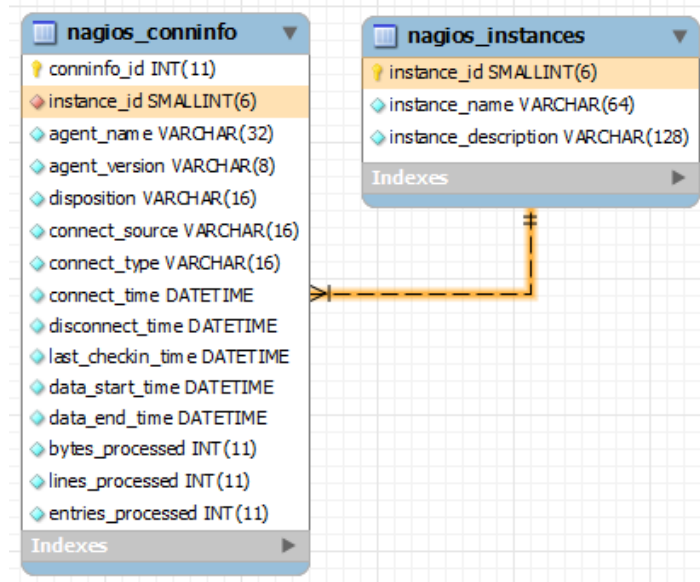 nagios_conninfo
conninfo_id INT(11)
instance_id SMALLINT(6)
agent_name VARCHAR(32)
agent_version VARCHAR(8)
disposition VARCHAR(16)
connect_source VARCHAR(16)
connect_type VARCHAR(16)
connect_time DATETIME
disconnect_time DATETIME
last_checkin_time DATETIME
data_start_time DATETIME
data_end_time DATETIME
bytes_processed INT(11)
lines_processed INT(11)
entries_processed INT(11)
Indexes
nagios_instances
instance_id SMALLINT(6)
instance_name VARCHAR(64)
instance_description VARCHAR(128)
Indexes